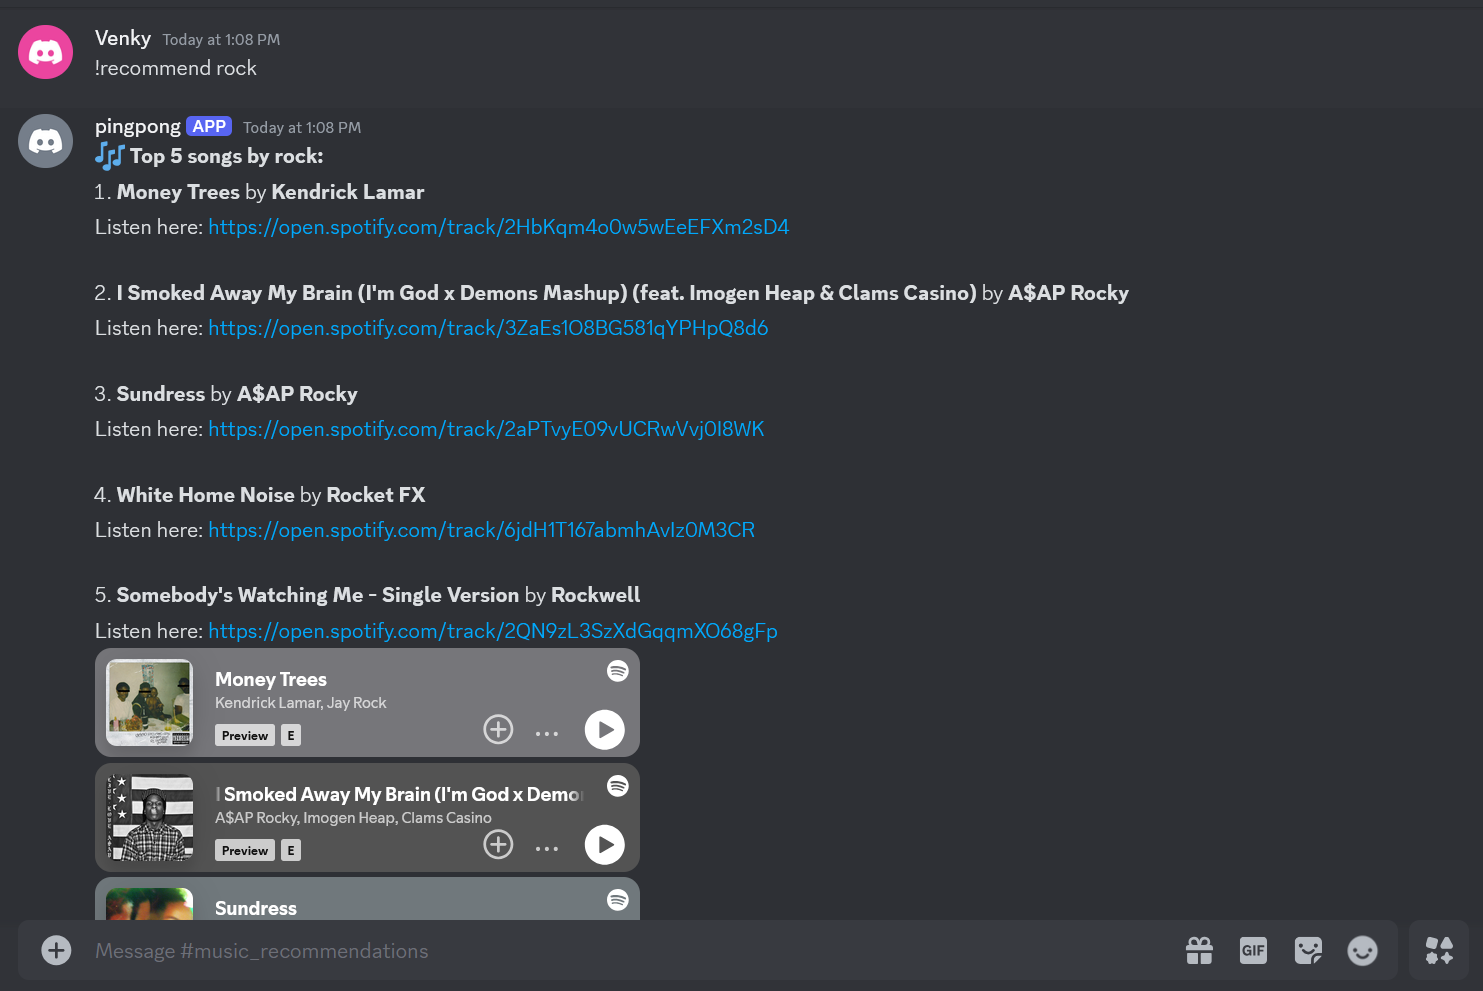 Venky Today at 1:08 PM
!recommend rock
pingpong APP Today at 1:08 PM
🎶 Top 5 songs by rock:
1. Money Trees by Kendrick Lamar
Listen here: https://open.spotify.com/track/2HbKqm4o0w5wEeEFXm2sD4
2. I Smoked Away My Brain (I'm God x Demons Mashup) (feat. Imogen Heap & Clams Casino) by A$AP Rocky
Listen here: https://open.spotify.com/track/3ZaEs1O8BG581qYPHpQ8d6
3. Sundress by A$AP Rocky
Listen here: https://open.spotify.com/track/2aPTvyE09vUCRwVvj0I8WK
4. White Home Noise by Rocket FX
Listen here: https://open.spotify.com/track/6jdH1T167abmhAvIz0M3CR
5. Somebody's Watching Me - Single Version by Rockwell
Listen here: https://open.spotify.com/track/2QN9zL3SzXdGqqmXO68gFp
Money Trees
Kendrick Lamar, Jay Rock
Preview E
I Smoked Away My Brain (I'm God x Demo
A$AP Rocky, Imogen Heap, Clams Casino
Preview E
Sundress
Message #music_recommendations
GIF